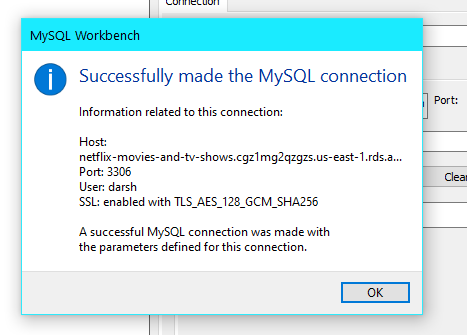 Connection
MySQL Workbench
Successfully made the MySQL connection
Information related to this connection:
Host:
netflix-movies-and-tv-shows.cgz1mg2qzgzs.us-east-1.rds.a...
Port: 3306
User: darsh
SSL: enabled with TLS_AES_128_GCM_SHA256
A successful MySQL connection was made with
the parameters defined for this connection.
OK
Port:
Clear